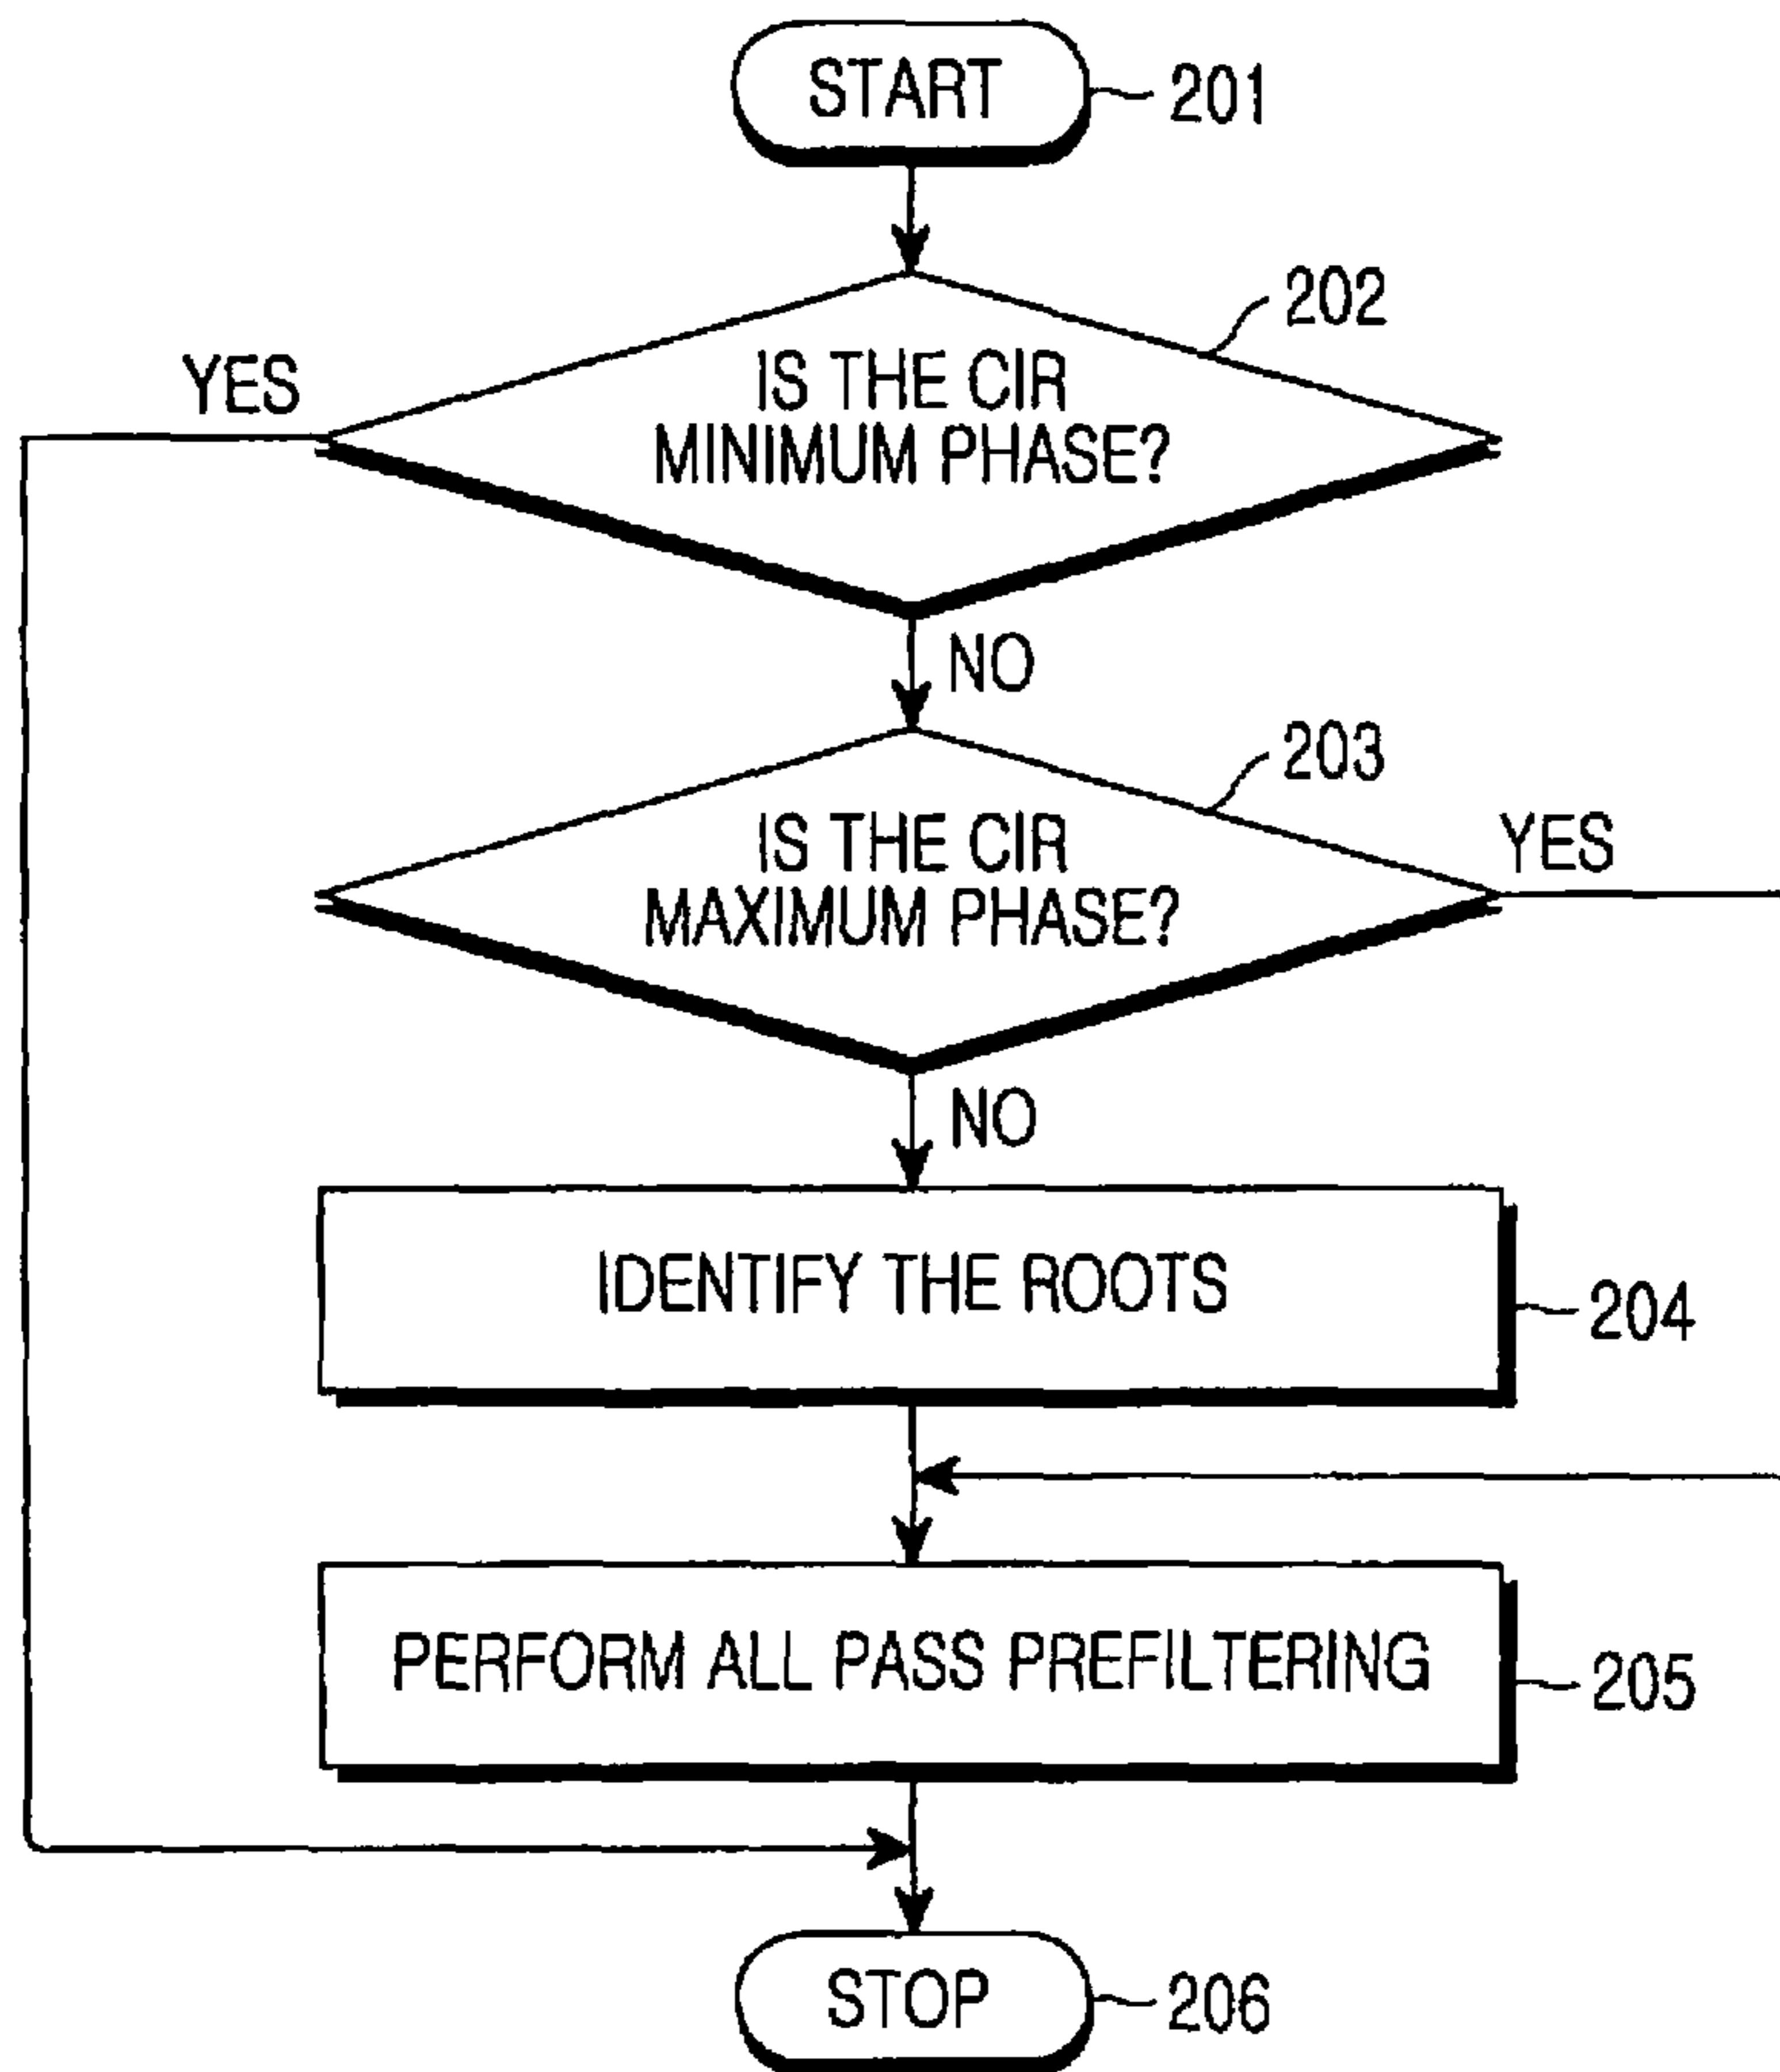 START
201
202
YES
IS THE CIR
MINIMUM PHASE?
NO
203
YES
IS THE CIR
MAXIMUM PHASE?
NO
IDENTIFY THE ROOTS
204
PERFORM ALL PASS PREFILTERING
205
STOP
206